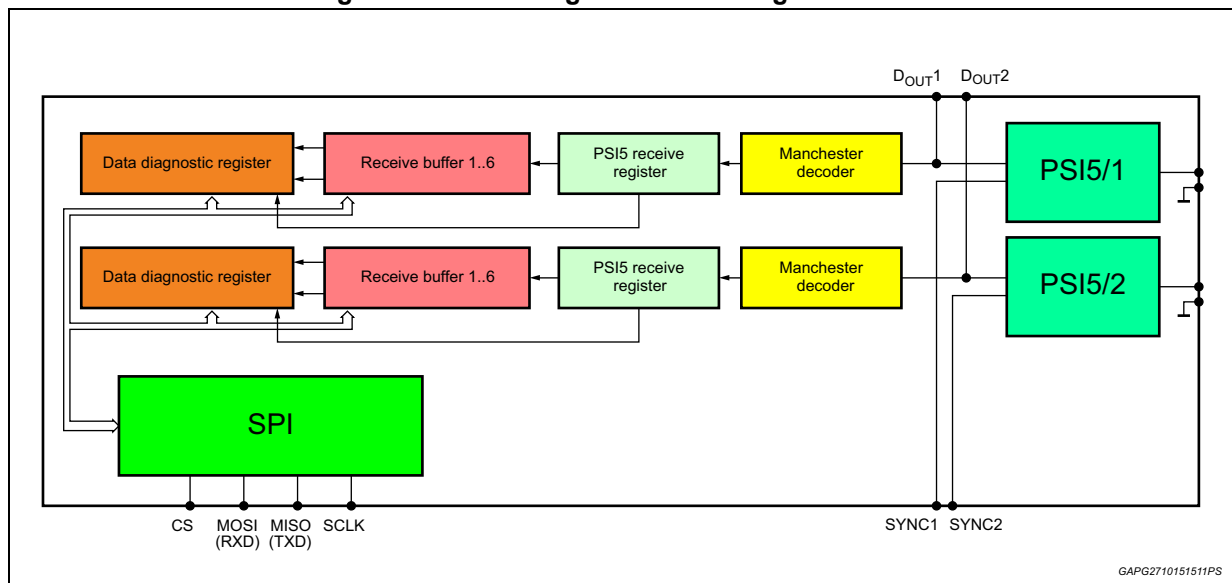 D_OUT1 D_OUT2
Data diagnostic register
Receive buffer 1..6
PSI5 receive
register
Manchester
decoder
PSI5/1
Data diagnostic register
Receive buffer 1..6
PSI5 receive
register
Manchester
decoder
PSI5/2
SPI
CS MOSI MISO SCLK
(RXD) (TXD)
SYNC1 SYNC2
GAPG2710151511PS